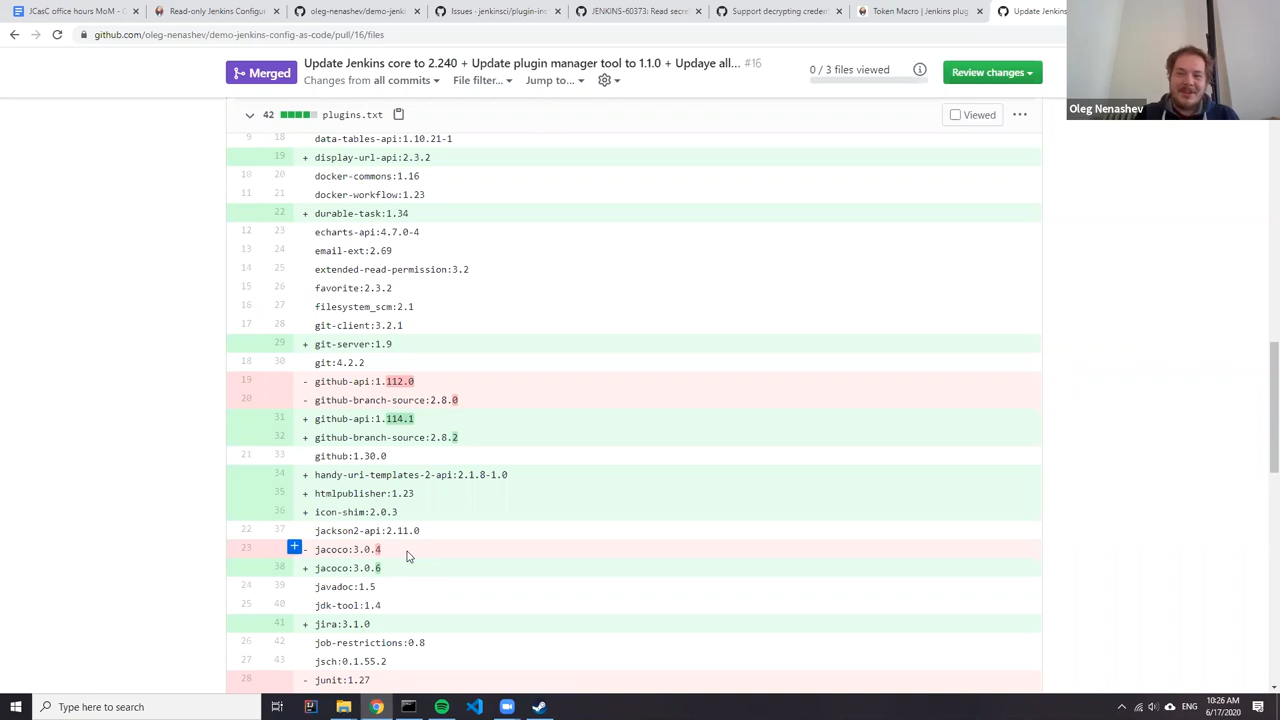 JCasC office hours MoM - G
Read-only Jenkins Config
oleg-nenashev/demo-jenkins
Issues·jenkinsci/plugin-ins
JENKINS-60373: Read secre
Support decrypting creden
Token Macro | Jenkins plug
Update Jenkins
github.com/oleg-nenashev/demo-jenkins-config-as-code/pull/16/files
Merged
Update Jenkins core to 2.240 + Update plugin manager tool to 1.1.0 + Updaye all... #16
Changes from all commits
File filter...
Jump to...
0 / 3 files viewed
Review changes
Oleg Nenashev
42 plugins.txt
Viewed
9 18 data-tables-api:1.10.21-1
19 + display-url-api:2.3.2
10 20 docker-commons:1.16
11 21 docker-workflow:1.23
22 + durable-task:1.34
12 23 echarts-api:4.7.0-4
13 24 email-ext:2.69
14 25 extended-read-permission:3.2
15 26 favorite:2.3.2
16 27 filesystem_scm:2.1
17 28 git-client:3.2.1
29 + git-server:1.9
18 30 git:4.2.2
19 - github-api:1.112.0
20 - github-branch-source:2.8.0
31 + github-api:1.114.1
32 + github-branch-source:2.8.2
21 33 github:1.30.0
34 + handy-uri-templates-2-api:2.1.8-1.0
35 + htmlpublisher:1.23
36 + icon-shim:2.0.3
22 37 jackson2-api:2.11.0
23 - jacoco:3.0.4
38 + jacoco:3.0.6
24 39 javadoc:1.5
25 40 jdk-tool:1.4
41 + jira:3.1.0
26 42 job-restrictions:0.8
27 43 jsch:0.1.55.2
28 - junit:1.27
Type here to search
ENG
10:26 AM
6/17/2020